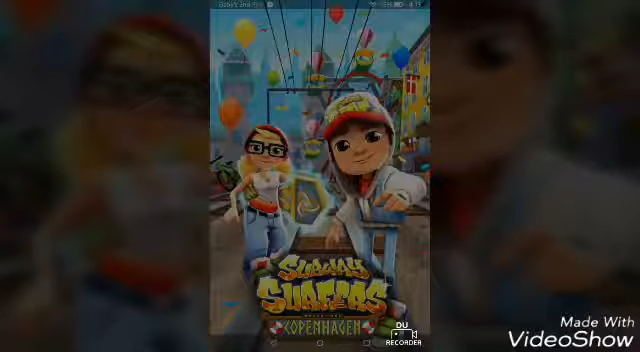 SUBWAY
SURFERS
COPENHAGEN
DU
RECORDER
Made With
VideoShow